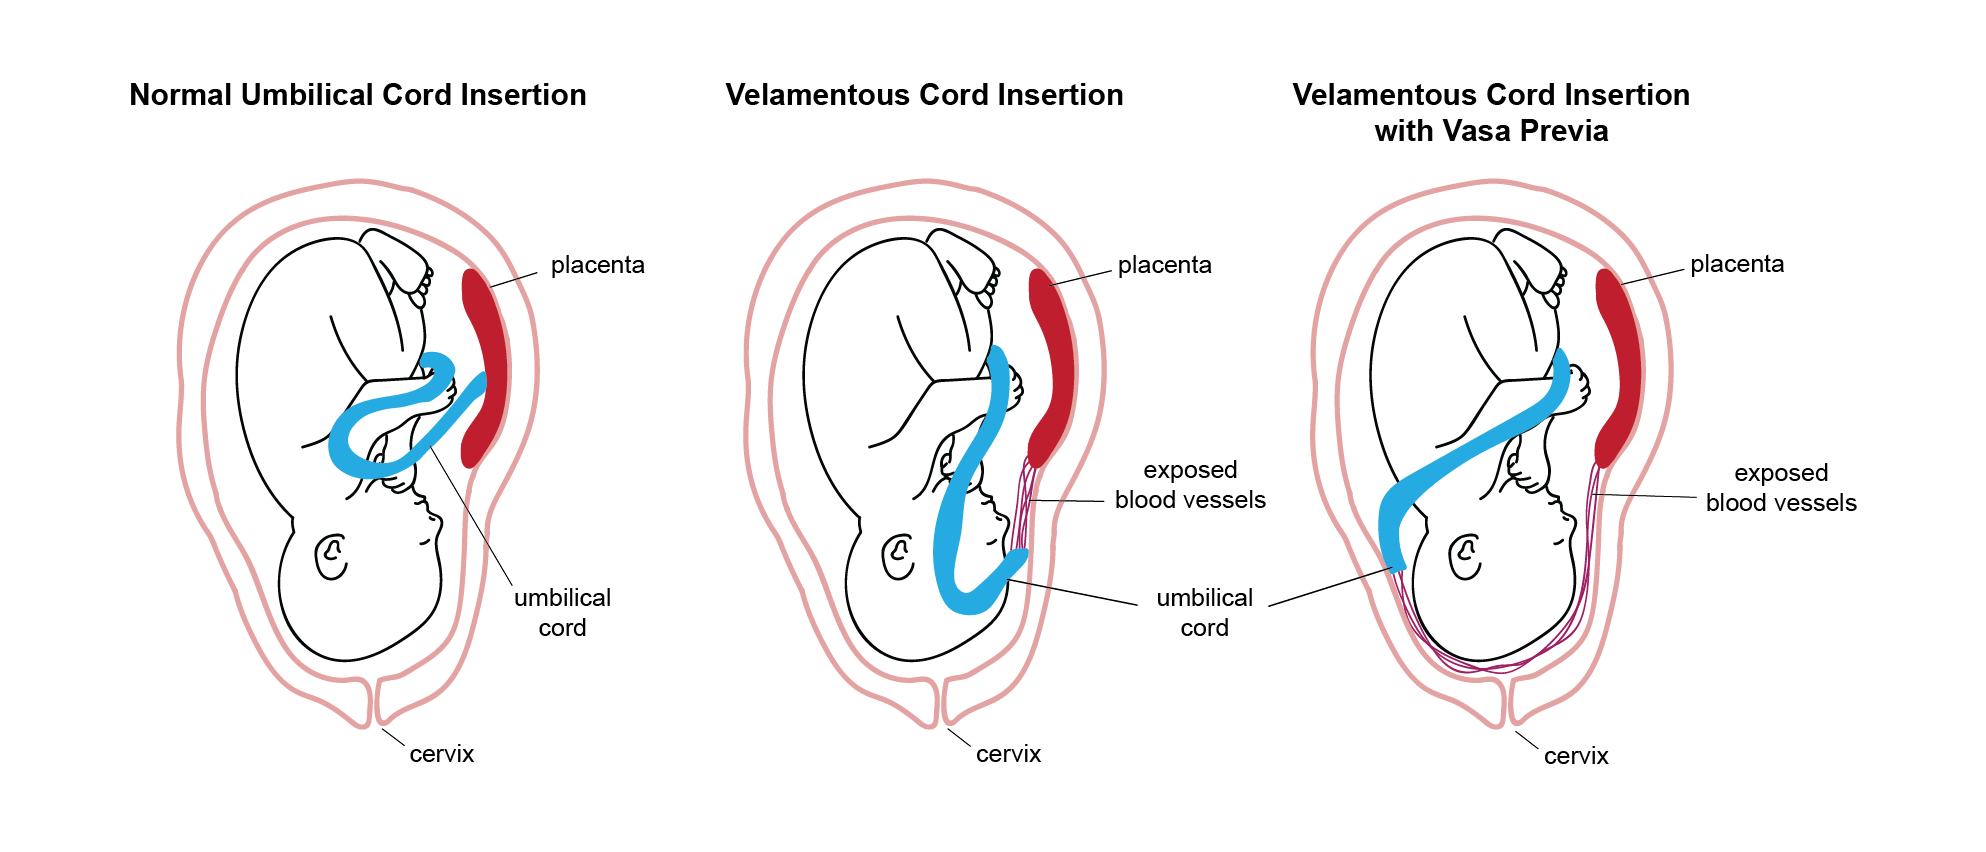 Normal Umbilical Cord Insertion
placenta
umbilical
cord
cervix
Velamentous Cord Insertion
placenta
exposed
blood vessels
umbilical
cord
cervix
Velamentous Cord Insertion
with Vasa Previa
placenta
exposed
blood vessels
cervix